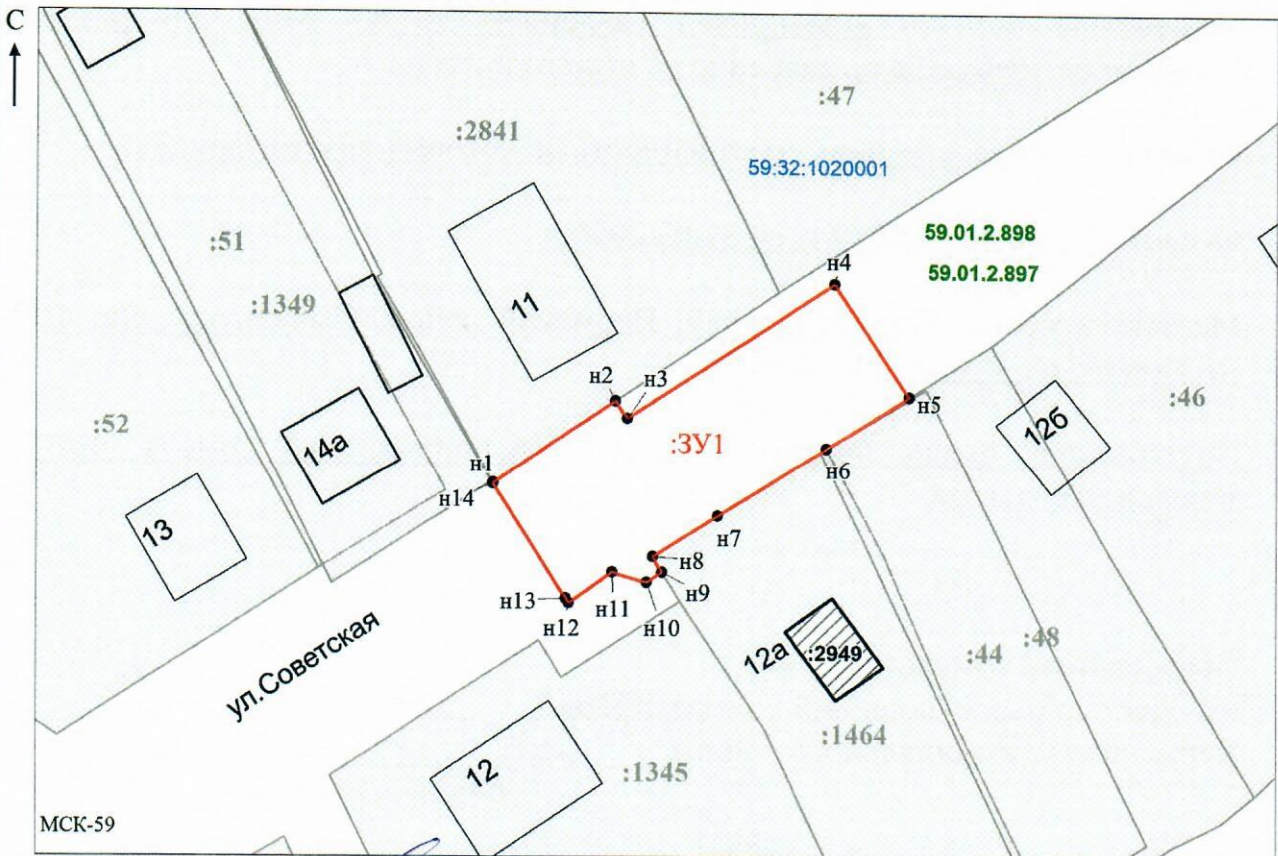 С
:47
:2841
59:32:1020001
59.01.2.898
:51
59.01.2.897
н4
:1349
11
н2
н3
н5
:46
:52
14а
12б
:ЗУ1
н1
н6
н14
13
н7
н8
н9
н13
н11
н12
н10
ул.Советская
12а
:2949
:44
:48
:1464
12
:1345
МСК-59